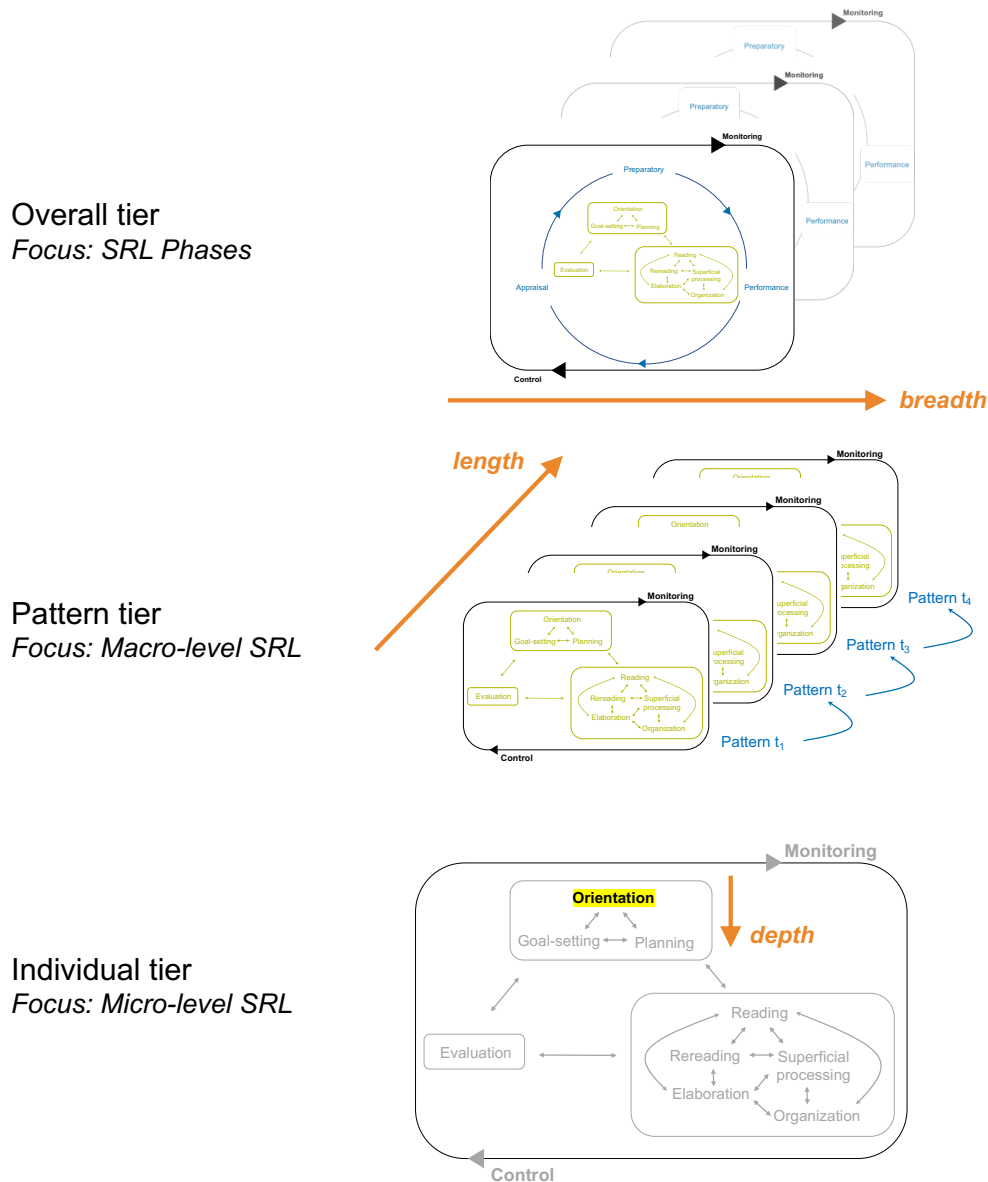 Monitoring
Preparatory
Monitoring
Preparatory
Monitoring
Performance
Preparatory
Performance
Overall tier
Focus: SRL Phases
Orientation
Goal-setting Planning
Reading
Evaluation
Rereading Superficial
processing
Appraisal
Elaboration
Performance
Organization
Control
breadth
length
Monitoring
Orientation
Monitoring
Orientation
Monitoring
Orientation
Monitoring
Pattern tier
Focus: Macro-level SRL
Orientation
Goal-setting Planning
Reading
Evaluation
Rereading Superficial
processing
Elaboration
Organization
Control
Pattern t1
Pattern t2
Pattern t3
Pattern t4
Monitoring
Orientation
depth
Goal-setting Planning
Individual tier
Focus: Micro-level SRL
Reading
Evaluation
Rereading Superficial
processing
Elaboration
Organization
Control